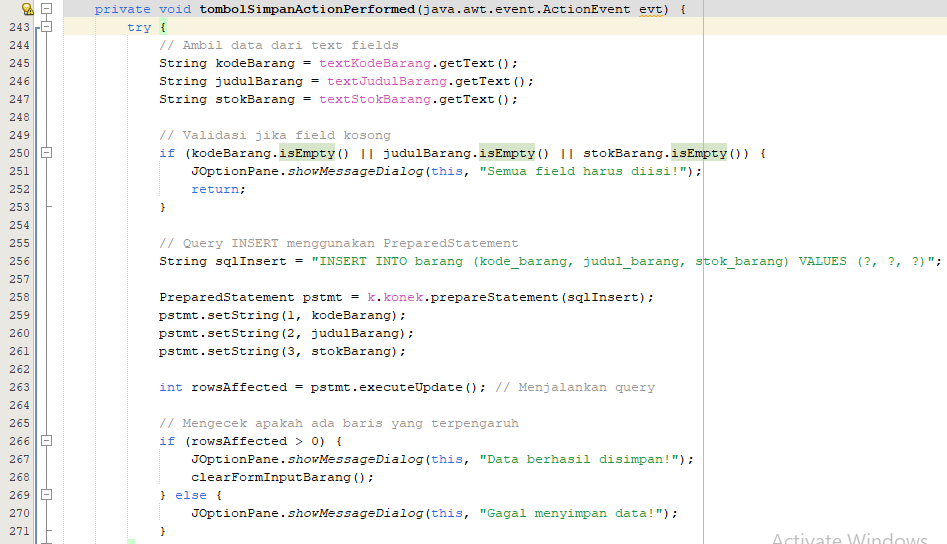 private void tombolSimpanActionPerformed(java.awt.event.ActionEvent evt) {
243 try {
244 // Ambil data dari text fields
245 String kodeBarang = textKodeBarang.getText();
246 String judulBarang = textJudulBarang.getText();
247 String stokBarang = textStokBarang.getText();
248
249 // Validasi jika field kosong
250 if (kodeBarang.isEmpty() || judulBarang.isEmpty() || stokBarang.isEmpty()) {
251 JOptionPane.showMessageDialog(this, "Semua field harus diisi!");
252 return;
253 }
254
255 // Query INSERT menggunakan PreparedStatement
256 String sqlInsert = "INSERT INTO barang (kode_barang, judul_barang, stok_barang) VALUES (?, ?, ?)";
257
258 PreparedStatement pstmt = k.konek.prepareStatement(sqlInsert);
259 pstmt.setString(1, kodeBarang);
260 pstmt.setString(2, judulBarang);
261 pstmt.setString(3, stokBarang);
262
263 int rowsAffected = pstmt.executeUpdate(); // Menjalankan query
264
265 // Mengecek apakah ada baris yang terpengaruh
266 if (rowsAffected > 0) {
267 JOptionPane.showMessageDialog(this, "Data berhasil disimpan!");
268 clearFormInputBarang();
269 } else {
270 JOptionPane.showMessageDialog(this, "Gagal menyimpan data!");
271 }
Activate Windows